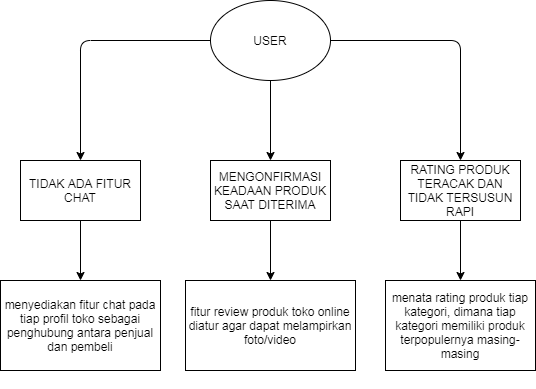 USER
TIDAK ADA FITUR
CHAT
MENGONFIRMASI
KEADAAN PRODUK
SAAT DITERIMA
RATING PRODUK
TERACAK DAN
TIDAK TERSUSUN
RAPI
menyediakan fitur chat pada
tiap profil toko sebagai
penghubung antara penjual
dan pembeli
fitur review produk toko online
diatur agar dapat melampirkan
foto/video
menata rating produk tiap
kategori, dimana tiap
kategori memiliki produk
terpopulernya masing-
masing